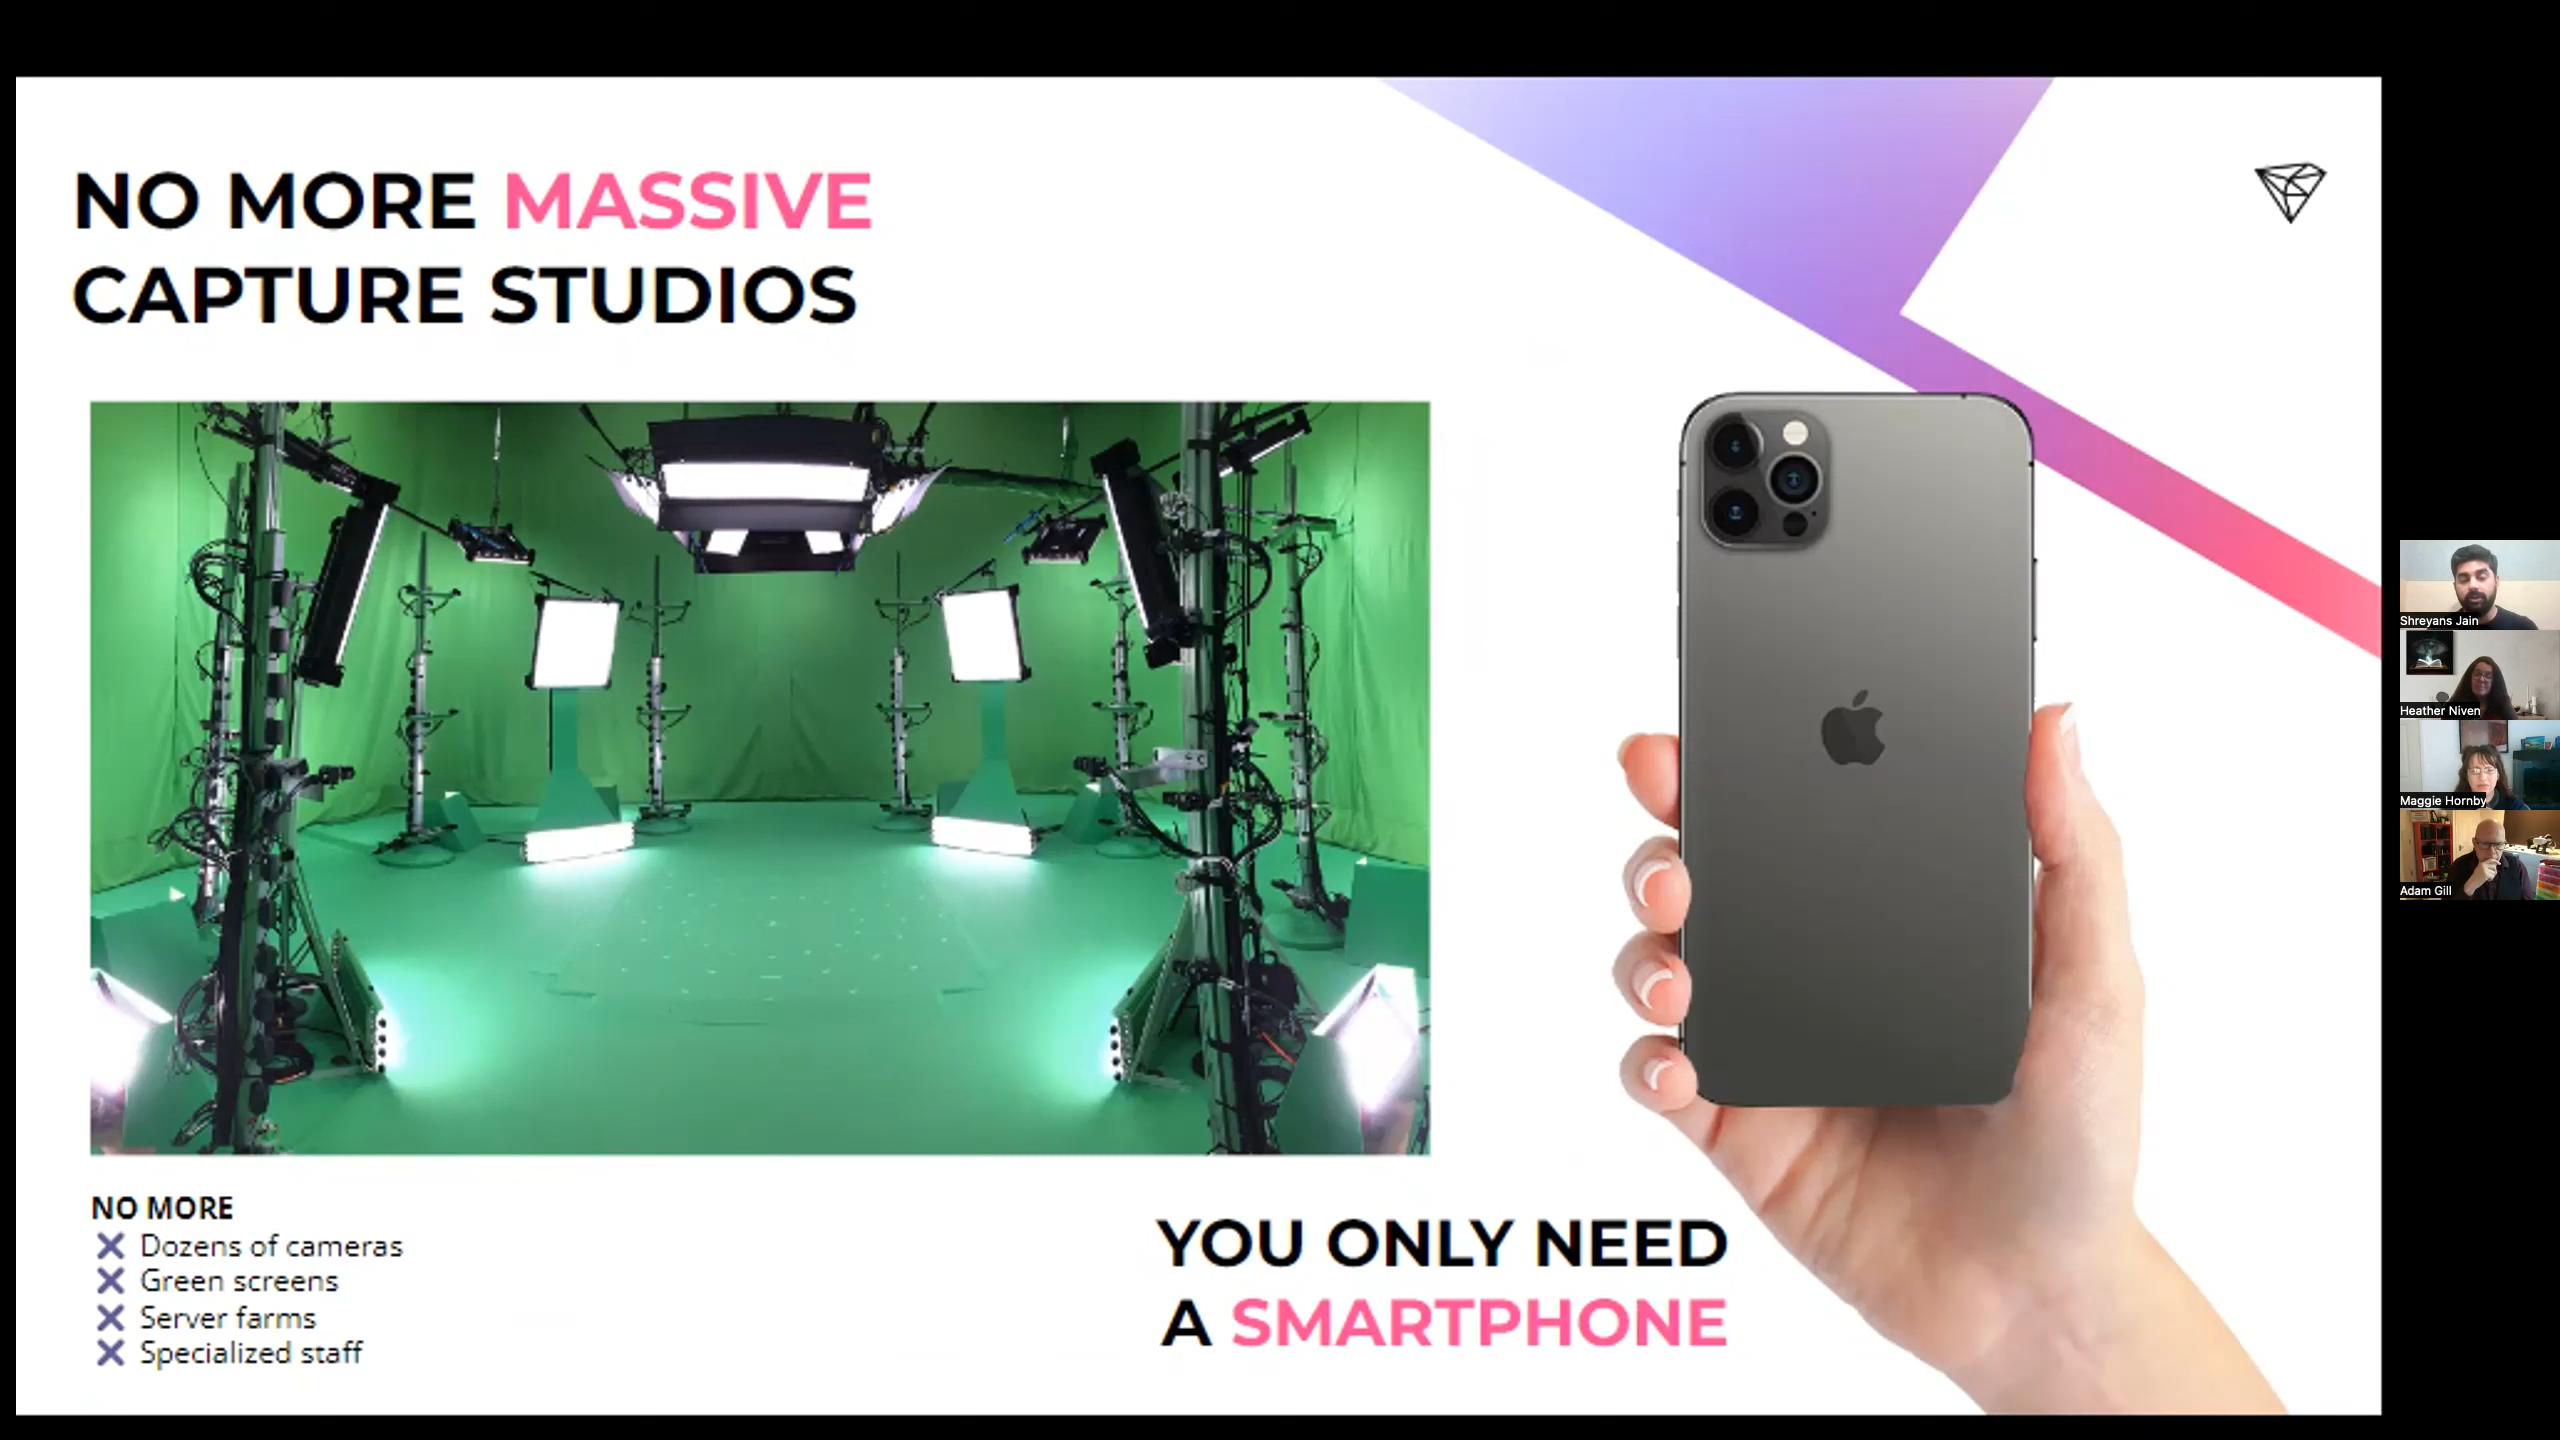 NO MORE MASSIVE
CAPTURE STUDIOS
NO MORE
Dozens of cameras
Green screens
Server farms
Specialized staff
YOU ONLY NEED
A SMARTPHONE
Shreyans Jain
Heather Niven
Maggie Hornby
Adam Gill